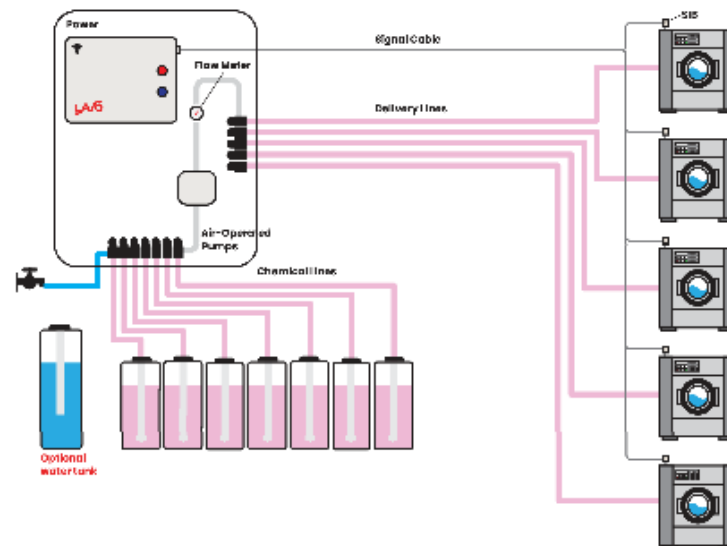 Power
SIB
Signal Cable
Flow Meter
Delivery Lines
Air-Operated
Pumps
Chemical lines
Optional
water tank